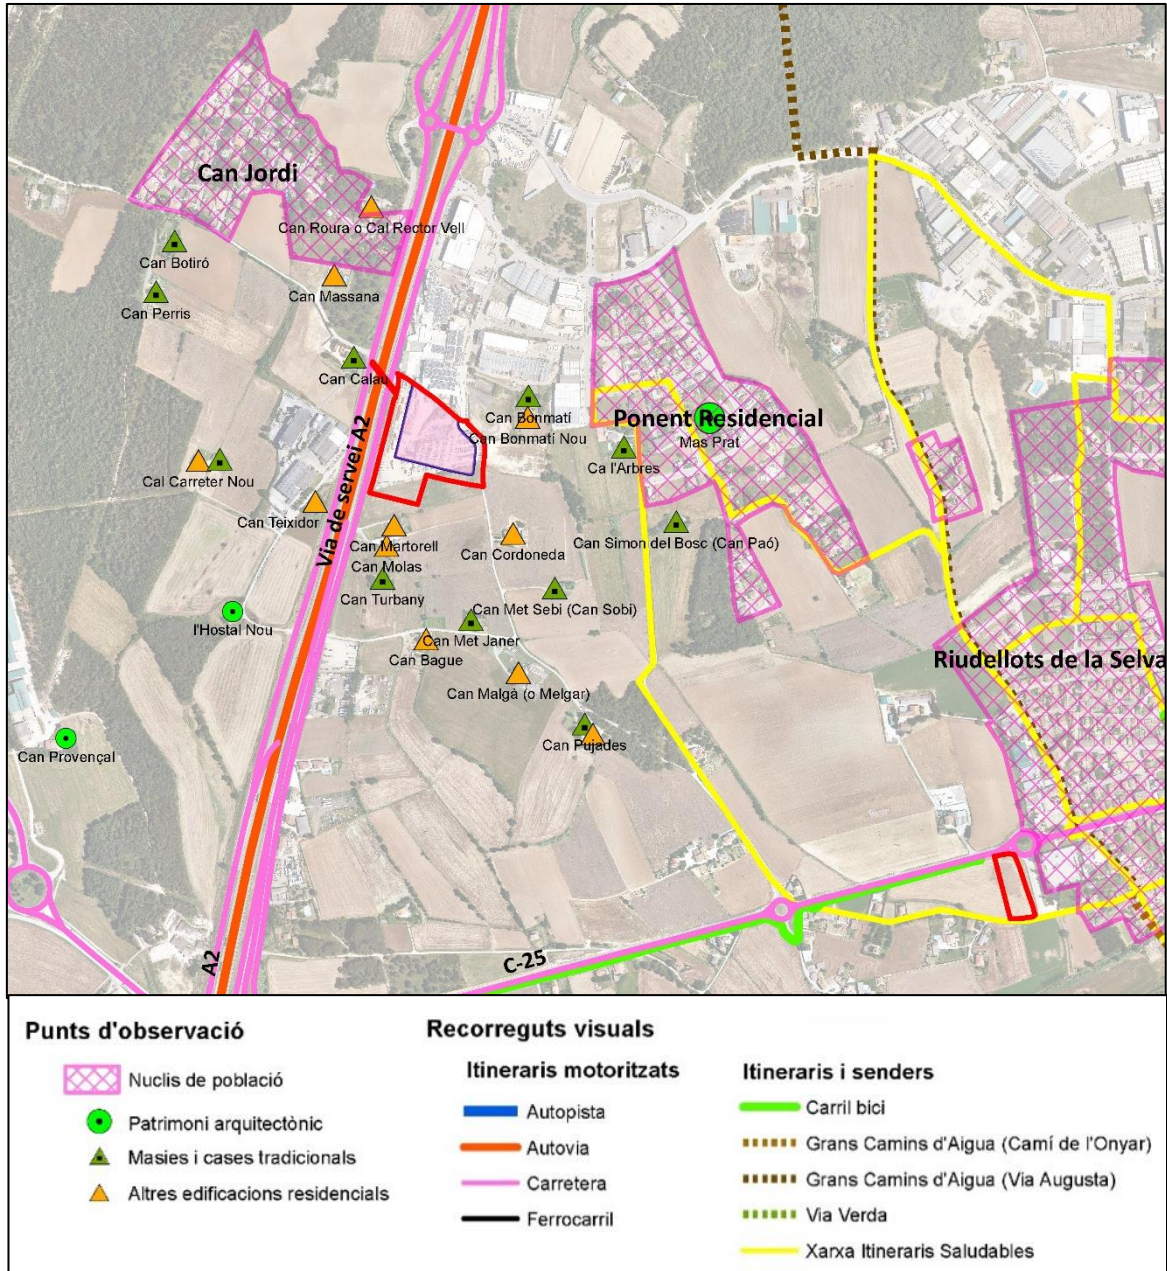 Can Jordi
Can Roura o Cal Rector Vell
Can Botiró
Can Massana
Can Perris
Can Calau
Can Bonmatí
Can Bonmatí Nou
Ponent Residencial
Mas Prat
Ca l'Arbres
Via de servei A2
Cal Carreter Nou
Can Teixidor
Can Martorell
Can Molas
Can Cordoneda
Can Simon del Bosc (Can Paó)
Can Turbany
Can Met Sebi (Can Sobi)
l'Hostal Nou
Can Met Janer
Can Bague
Riudellots de la Selva
Can Malgà (o Melgar)
Can Pujades
Can Provençal
A2
C-25
Punts d'observació
Nuclis de població
Patrimoni arquitectònic
Masies i cases tradicionals
Altres edificacions residencials
Recorreguts visuals
Itineraris motoritzats
Autopista
Autovia
Carretera
Ferrocarril
Itineraris i senders
Carril bici
Grans Camins d'Aigua (Camí de l'Onyar)
Grans Camins d'Aigua (Via Augusta)
Via Verda
Xarxa Itineraris Saludables